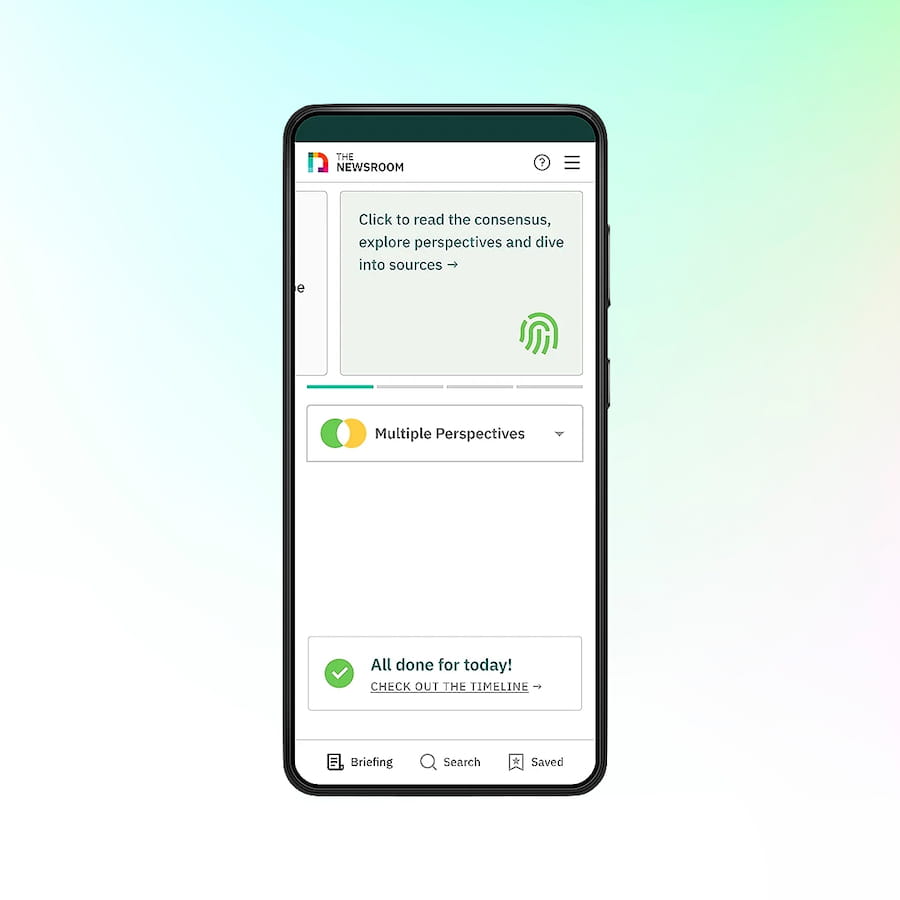 THE
NEWSROOM
Click to read the consensus,
explore perspectives and dive
into sources →
Multiple Perspectives
All done for today!
CHECK OUT THE TIMELINE →
Briefing
Search
Saved